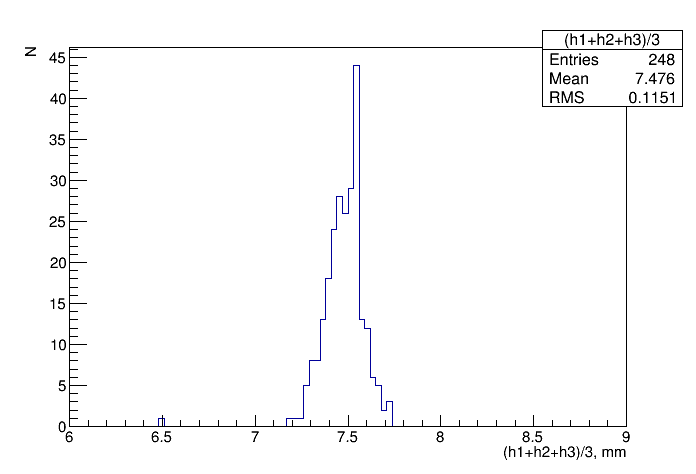 (h1+h2+h3)/3
Entries 248
Mean 7.476
RMS 0.1151
N
45
40
35
30
25
20
15
10
5
0
6 6.5 7 7.5 8 8.5 9
(h1+h2+h3)/3, mm